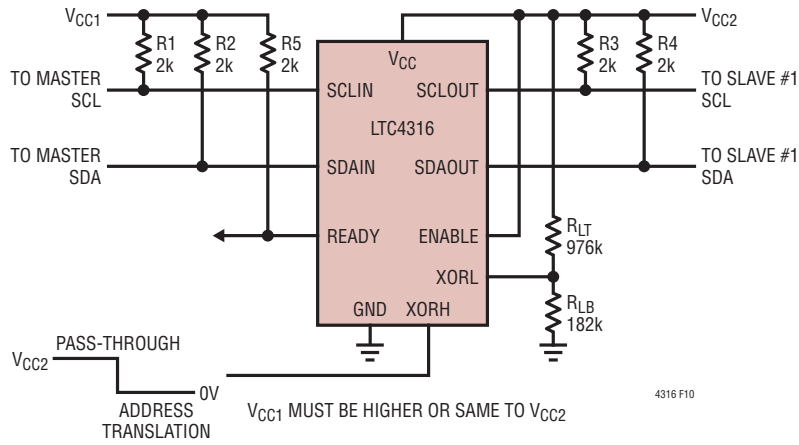 VCC1
VCC2
R1
2k
R2
2k
R5
2k
R3
2k
R4
2k
VCC
TO MASTER
SCL
SCLIN
SCLOUT
TO SLAVE #1
SCL
LTC4316
TO MASTER
SDA
SDAIN
SDAOUT
TO SLAVE #1
SDA
READY
ENABLE
RLT
976k
XORL
GND
XORH
RLB
182k
PASS-THROUGH
VCC2
0V
ADDRESS
TRANSLATION
VCC1 MUST BE HIGHER OR SAME TO VCC2
4316 F10